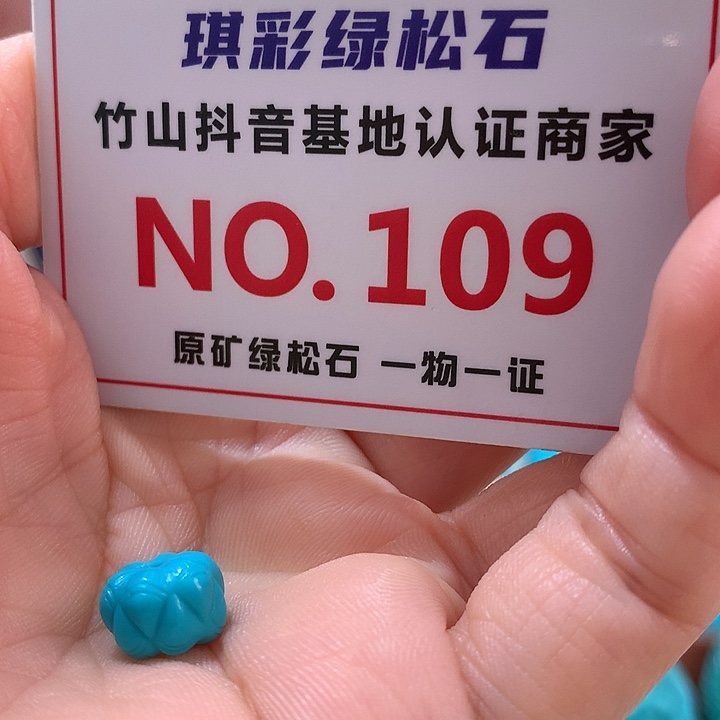 琪彩绿松石
竹山抖音基地认证商家
NO.109
原矿绿松石 一物一证